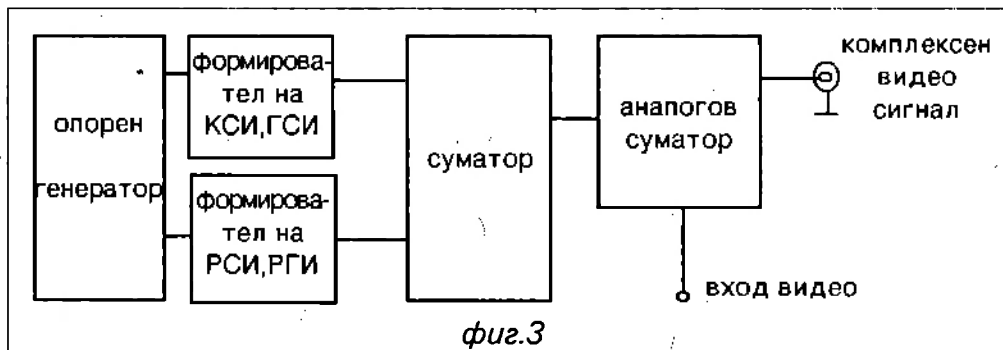 опорен
генератор
формирова-
тел на
КСИ,ГСИ
формирова-
тел на
РСИ,РГИ
суматор
анапогов
суматор
комплексен
видео
сигнал
вход видео
фиг.3